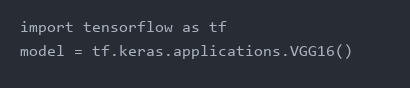 import tensorflow as tf
model = tf.keras.applications.VGG16()